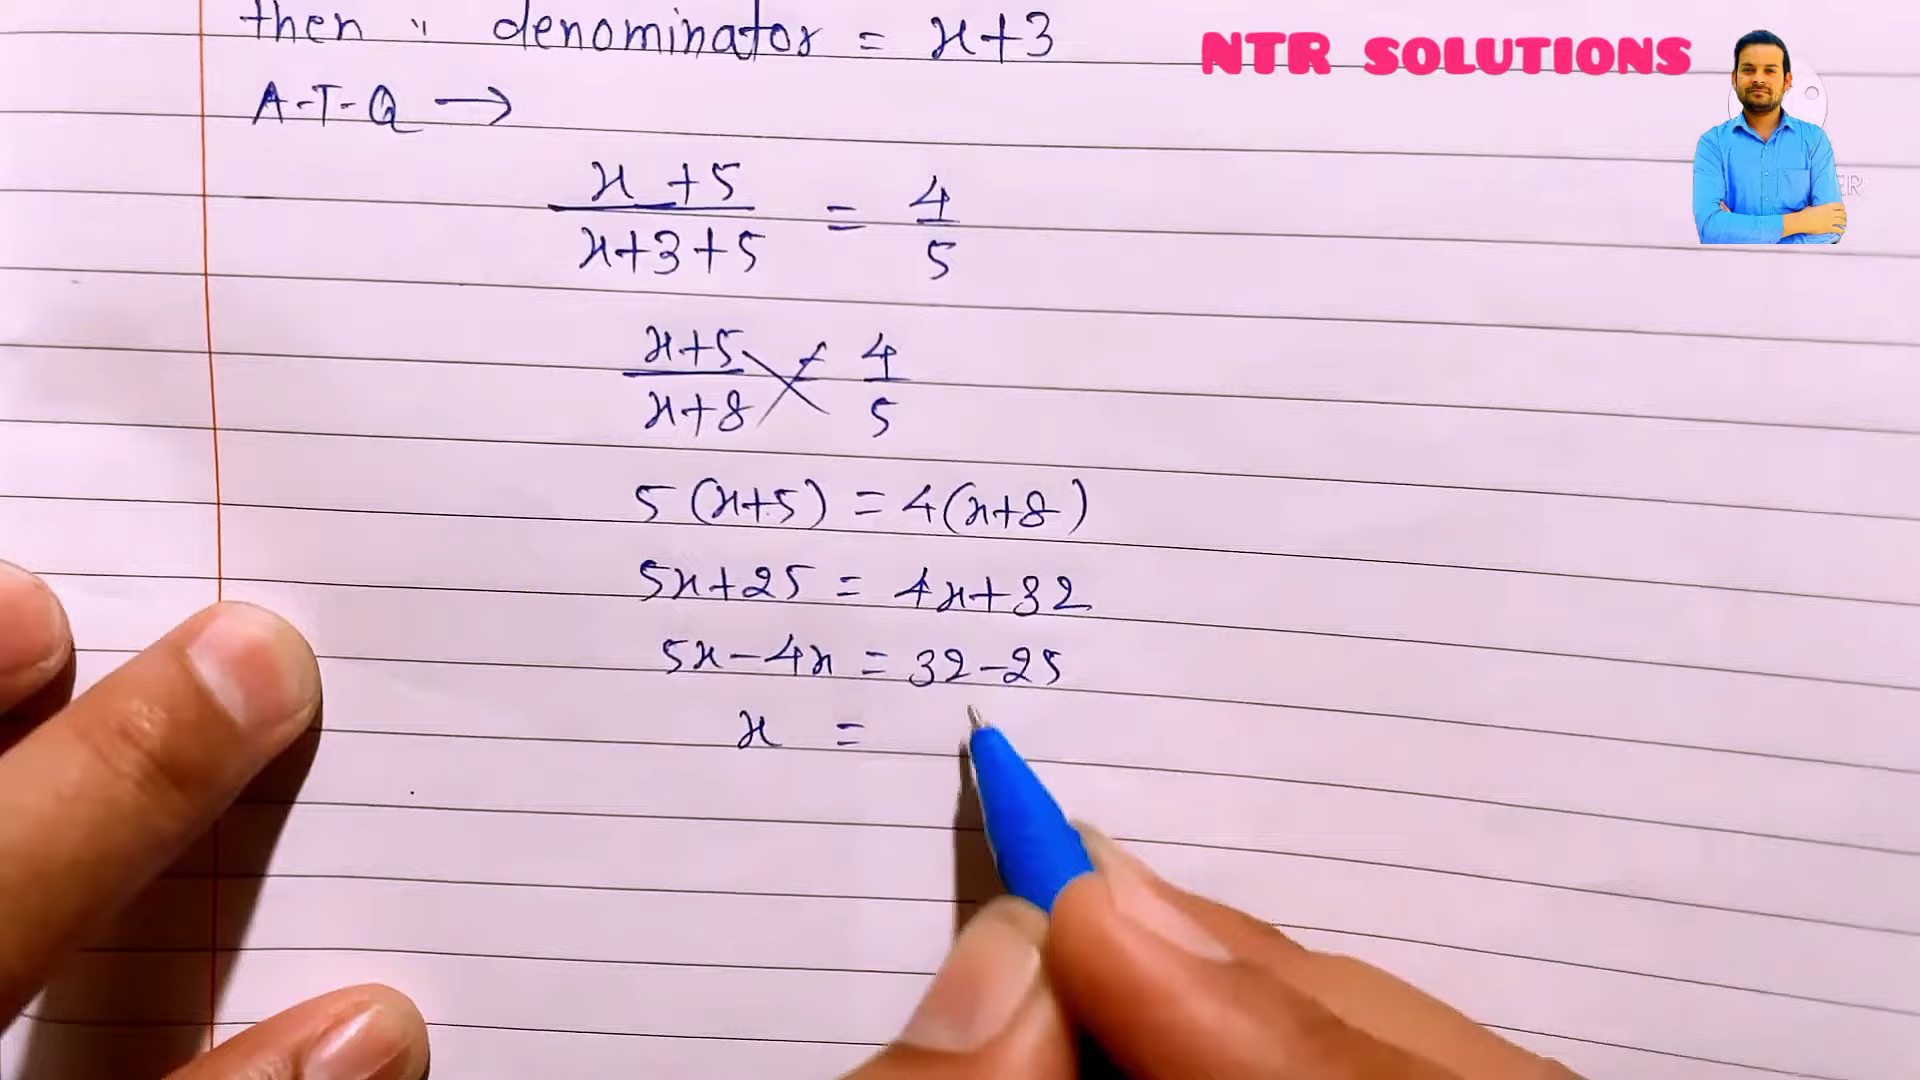 then " denominator = x+3
NTR SOLUTIONS
A-T-Q →
x+5 / x+3+5 = 4/5
x+5 / x+8 = 4/5
5(x+5) = 4(x+8)
5x+25 = 4x+32
5x-4x = 32-25
x =